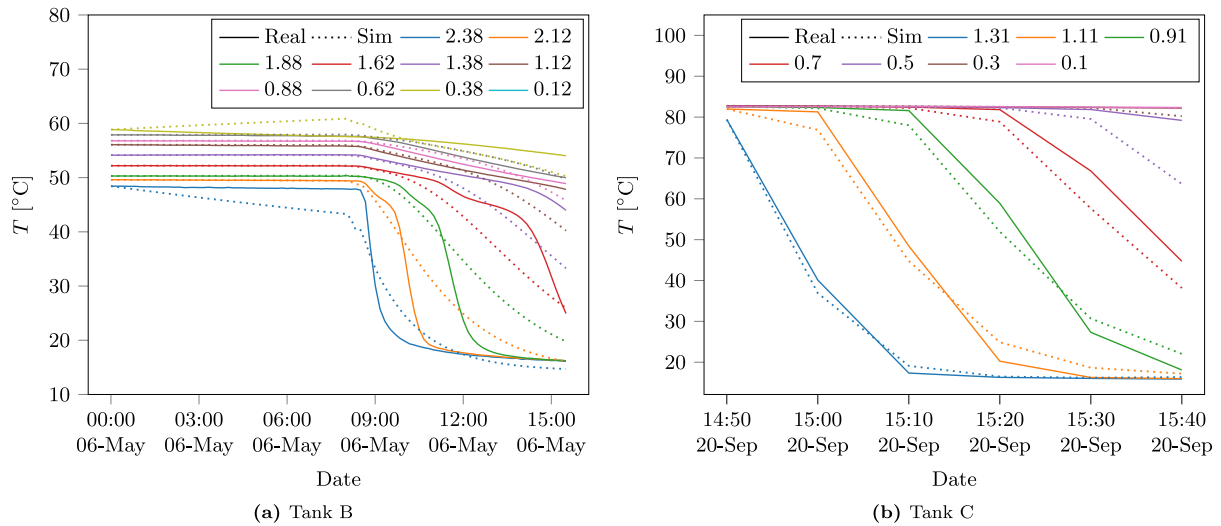 80
70
60
50
40
30
20
10
T [°C]
Real Sim 2.38 2.12
1.88 1.62 1.38 1.12
0.88 0.62 0.38 0.12
00:00 03:00 06:00 09:00 12:00 15:00
06-May 06-May 06-May 06-May 06-May 06-May
Date
(a) Tank B
100
90
80
70
60
50
40
30
20
T [°C]
Real Sim 1.31 1.11 0.91
0.7 0.5 0.3 0.1
14:50 15:00 15:10 15:20 15:30 15:40
20-Sep 20-Sep 20-Sep 20-Sep 20-Sep 20-Sep
Date
(b) Tank C